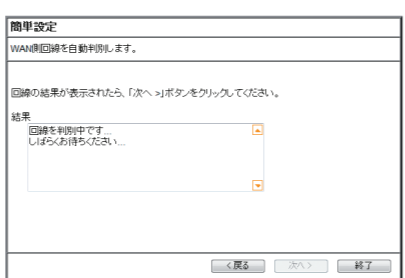 簡単設定
WAN側回線を自動判別します。
回線の結果が表示されたら、「次へ >」ボタンをクリックしてください。
結果
回線を判別中です...
しばらくお待ちください...
< 戻る 次へ > 終了